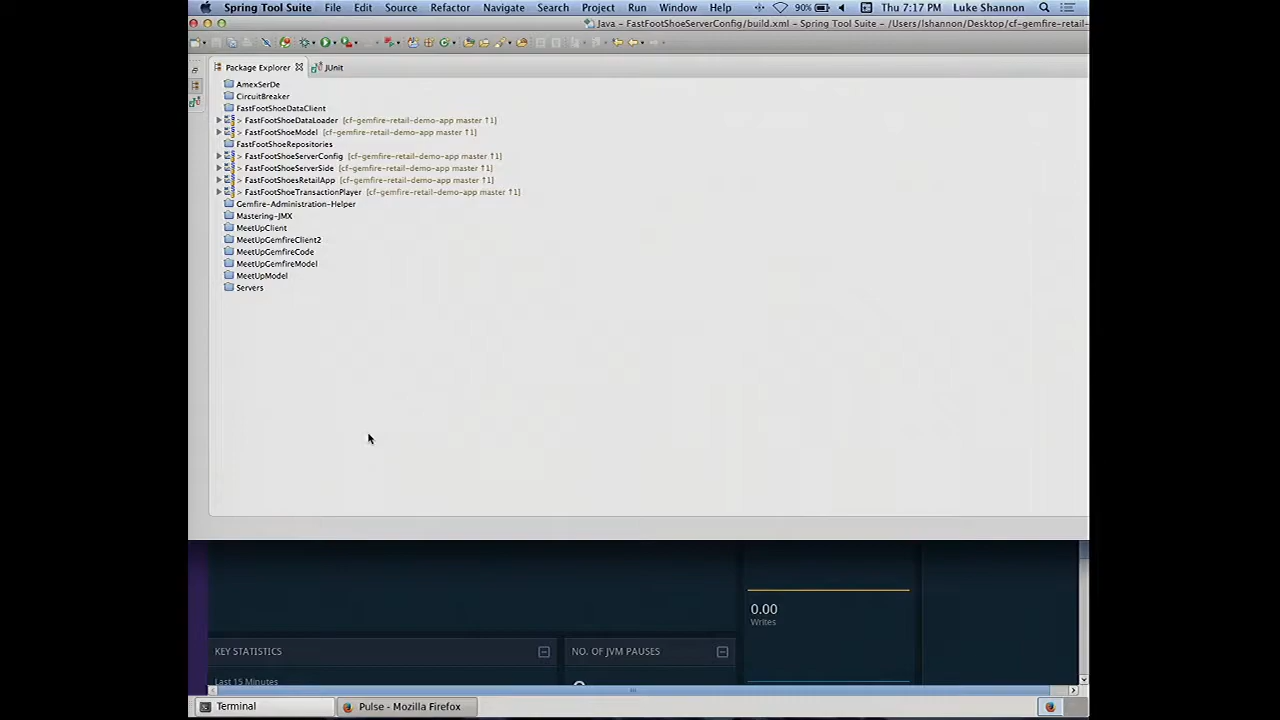 Spring Tool Suite File Edit Source Refactor Navigate Search Project Run Window Help 90% Thu 7:17 PM Luke Shannon
Java - FastFootShoeServerConfig/build.xml - Spring Tool Suite - /Users/lshannon/Desktop/cf-gemfire-retail-
Package Explorer JUnit
AmexSerDe
CircuitBreaker
FastFootShoeDataClient
> FastFootShoeDataLoader [cf-gemfire-retail-demo-app master ↑1]
> FastFootShoeModel [cf-gemfire-retail-demo-app master ↑1]
FastFootShoeRepositories
> FastFootShoeServerConfig [cf-gemfire-retail-demo-app master ↑1]
> FastFootShoeServerSide [cf-gemfire-retail-demo-app master ↑1]
> FastFootShoesRetailApp [cf-gemfire-retail-demo-app master ↑1]
> FastFootShoeTransactionPlayer [cf-gemfire-retail-demo-app master ↑1]
Gemfire-Administration-Helper
Mastering-JMX
MeetUpClient
MeetUpGemfireClient2
MeetUpGemfireCode
MeetUpGemfireModel
MeetUpModel
Servers
0.00
Writes
KEY STATISTICS NO. OF JVM PAUSES
Last 15 Minutes
Terminal Pulse - Mozilla Firefox